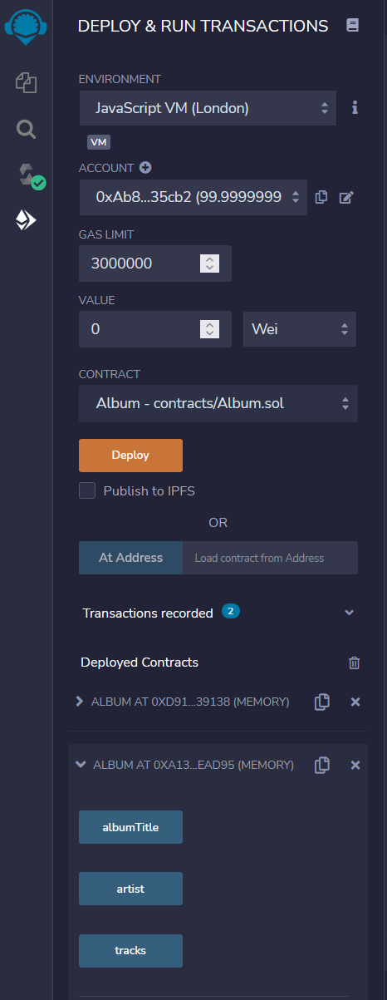 DEPLOY & RUN TRANSACTIONS
ENVIRONMENT
JavaScript VM (London)
VM
ACCOUNT
0xAb8...35cb2 (99.9999999
GAS LIMIT
3000000
VALUE
0 Wei
CONTRACT
Album - contracts/Album.sol
Deploy
Publish to IPFS
OR
At Address Load contract from Address
Transactions recorded 2
Deployed Contracts
ALBUM AT 0XD91...39138 (MEMORY)
ALBUM AT 0XA13...EAD95 (MEMORY)
albumTitle
artist
tracks